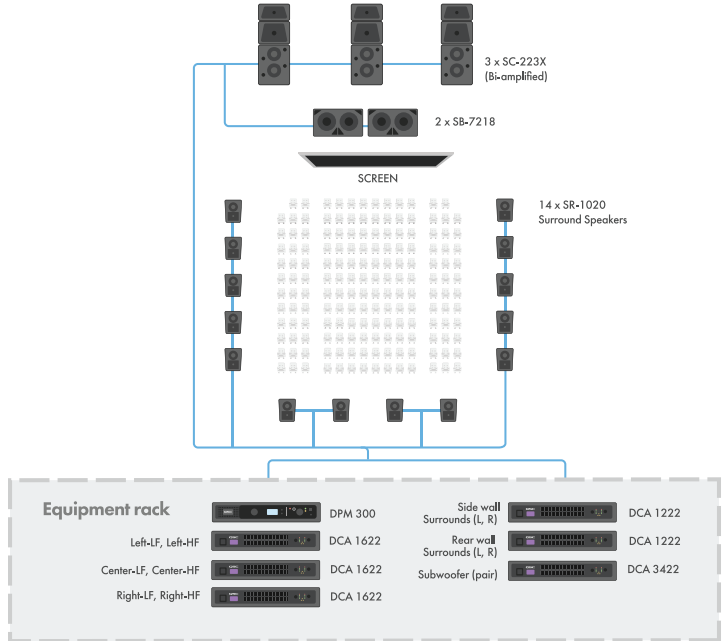 3 x SC-223X
(Bi-amplified)
2 x SB-7218
SCREEN
14 x SR-1020
Surround Speakers
Equipment rack
DPM 300
Left-LF, Left-HF
DCA 1622
Center-LF, Center-HF
DCA 1622
Right-LF, Right-HF
DCA 1622
Side wall
Surrounds (L, R)
DCA 1222
Rear wall
Surrounds (L, R)
DCA 1222
Subwoofer (pair)
DCA 3422